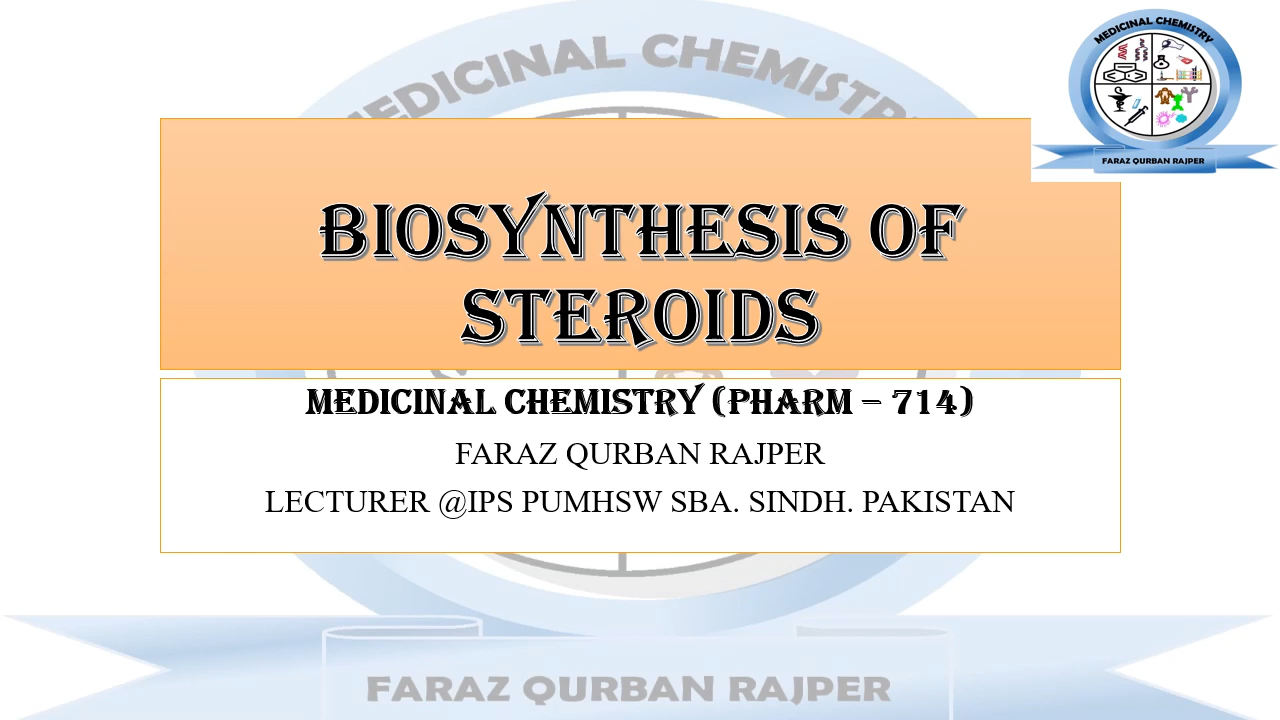 MEDICINAL CHEMISTRY
FARAZ QURBAN RAJPER
MEDICINAL CHEMISTRY
BIOSYNTHESIS OF
STEROIDS
MEDICINAL CHEMISTRY (PHARM – 714)
FARAZ QURBAN RAJPER
LECTURER @IPS PUMHSW SBA. SINDH. PAKISTAN
FARAZ QURBAN RAJPER